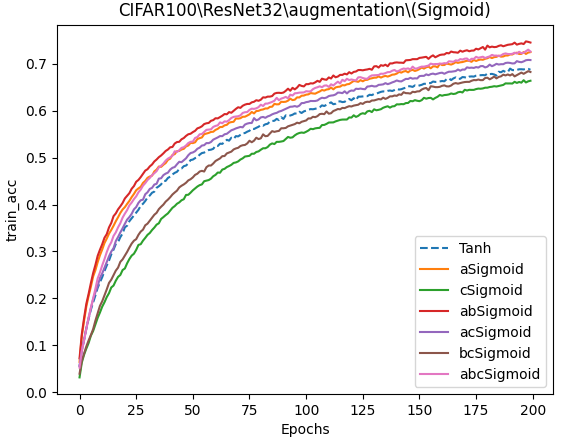 CIFAR100\ResNet32\augmentation\(Sigmoid)
train_acc
0.7
0.6
0.5
0.4
0.3
0.2
0.1
0.0
Tanh
aSigmoid
cSigmoid
abSigmoid
acSigmoid
bcSigmoid
abcSigmoid
0 25 50 75 100 125 150 175 200
Epochs